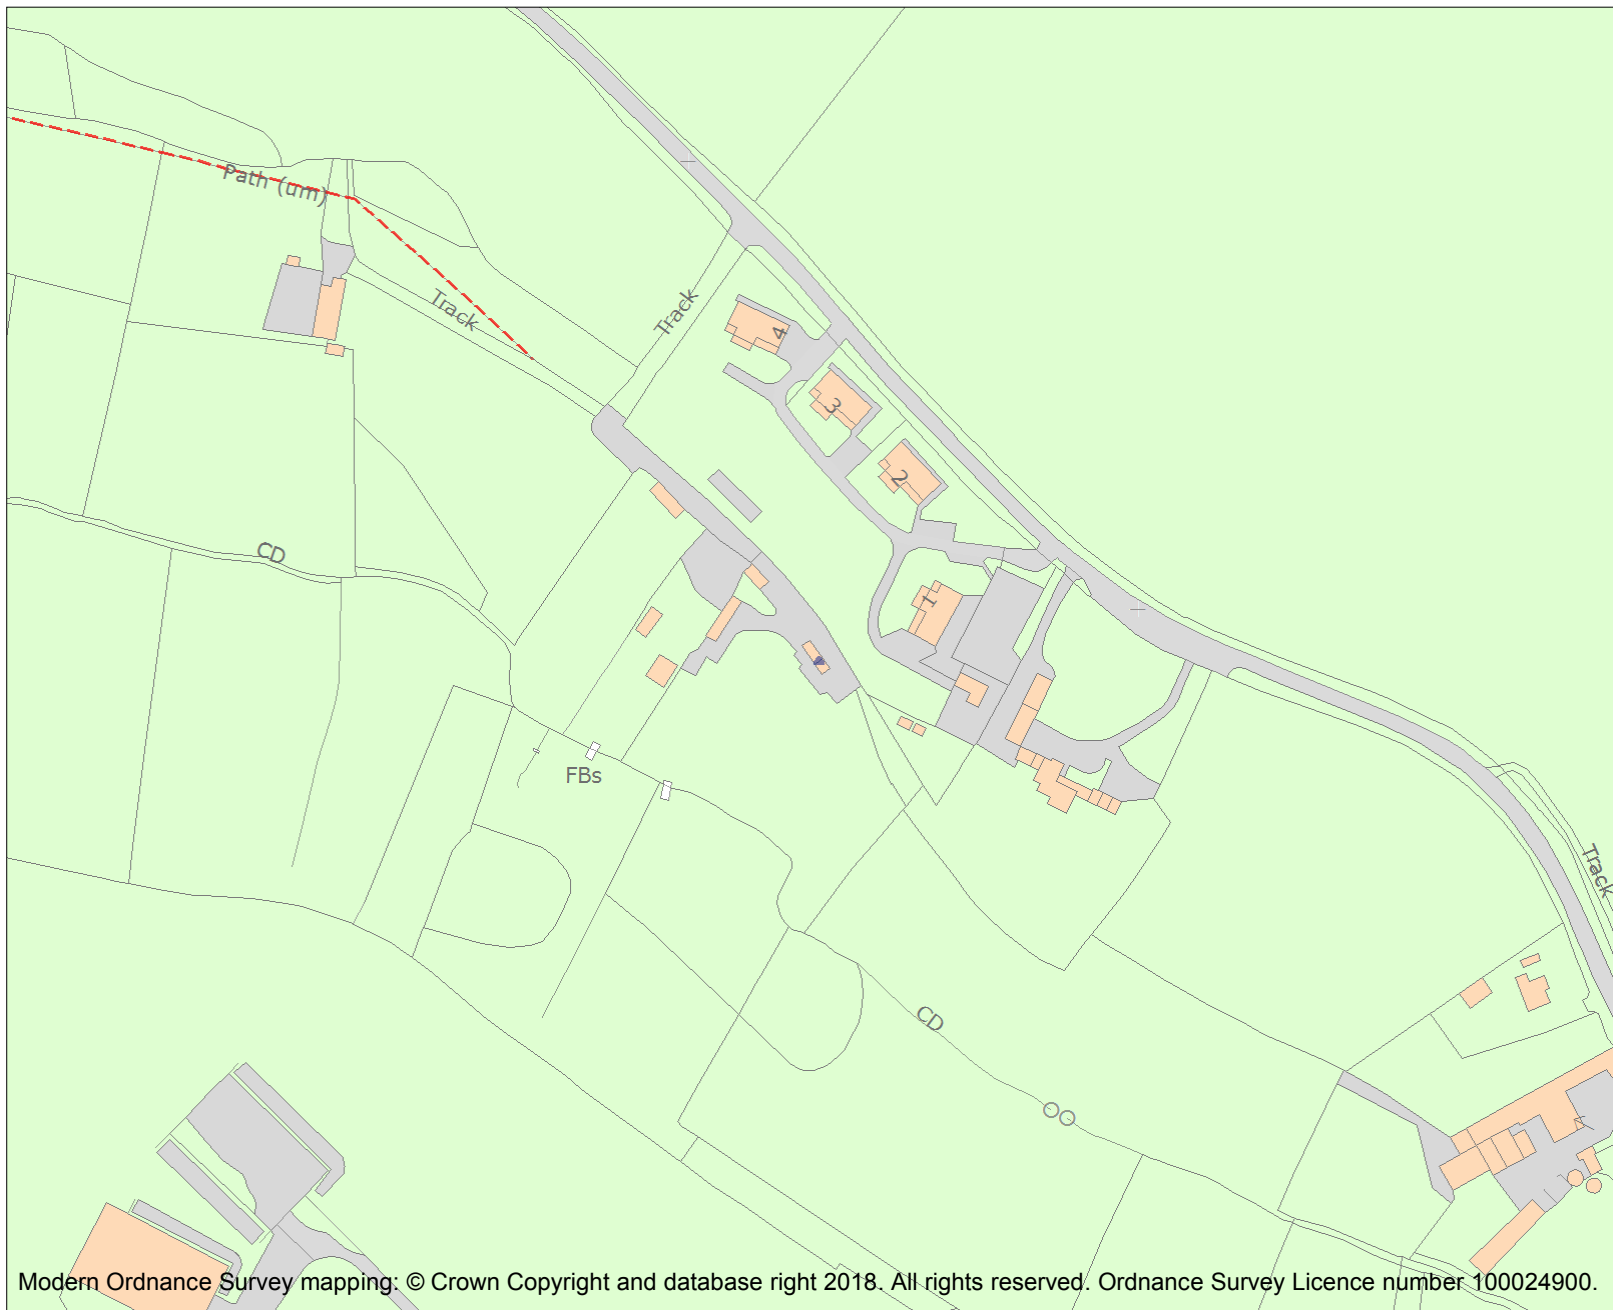 Path (um)
Track
Track
4
3
2
CD
1
FBs
Track
CD
Modern Ordnance Survey mapping: © Crown Copyright and database right 2018. All rights reserved. Ordnance Survey Licence number 100024900.